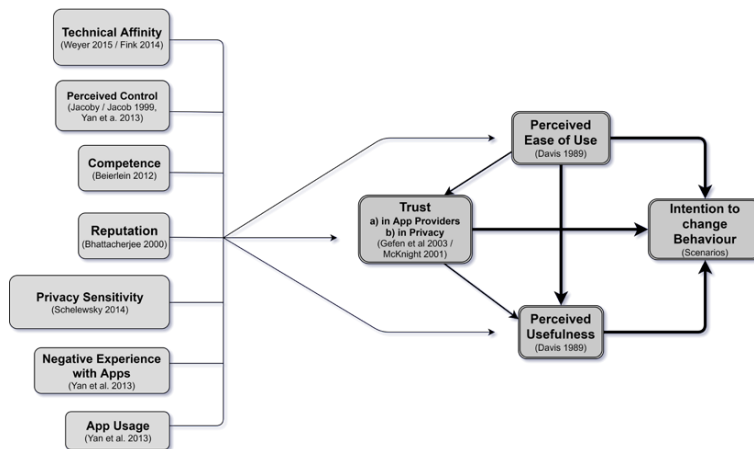 Technical Affinity
(Weyer 2015 / Fink 2014)
Perceived Control
(Jacoby / Jacob 1999,
Yan et a. 2013)
Competence
(Beierlein 2012)
Reputation
(Bhattacherjee 2000)
Privacy Sensitivity
(Schelewsky 2014)
Negative Experience
with Apps
(Yan et al. 2013)
App Usage
(Yan et al. 2013)
Perceived
Ease of Use
(Davis 1989)
Trust
a) in App Providers
b) in Privacy
(Gefen et al 2003 /
McKnight 2001)
Perceived
Usefulness
(Davis 1989)
Intention to
change
Behaviour
(Scenarios)